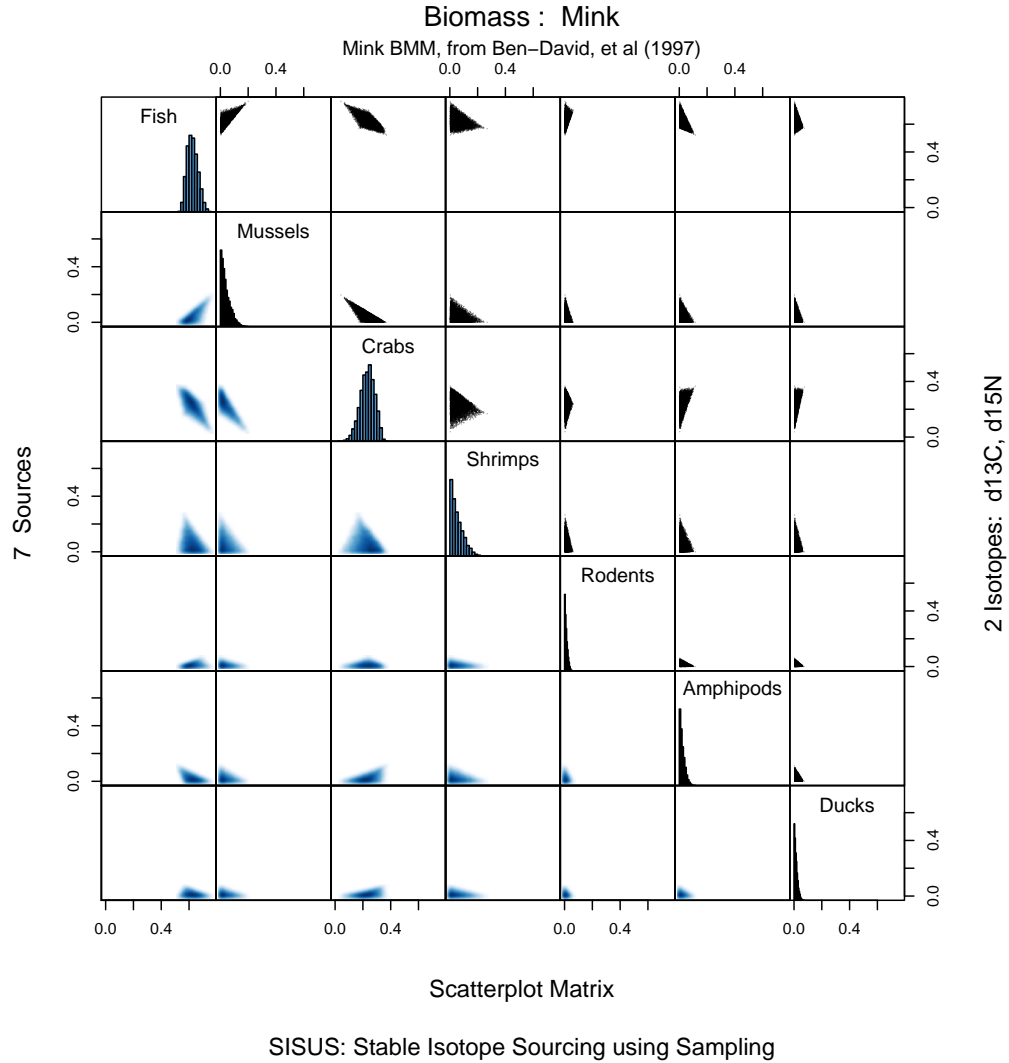 Biomass : Mink
Mink BMM, from Ben−David, et al (1997)
0.0 0.4 0.0 0.4 0.0 0.4
Fish
0.0 0.4
Mussels
0.0 0.4
Crabs
0.0 0.4
Shrimps
0.0 0.4
Rodents
0.0 0.4
Amphipods
0.0 0.4
Ducks
0.0 0.4
0.0 0.4 0.0 0.4 0.0 0.4 0.0 0.4
7 Sources
2 Isotopes: d13C, d15N
Scatterplot Matrix
SISUS: Stable Isotope Sourcing using Sampling